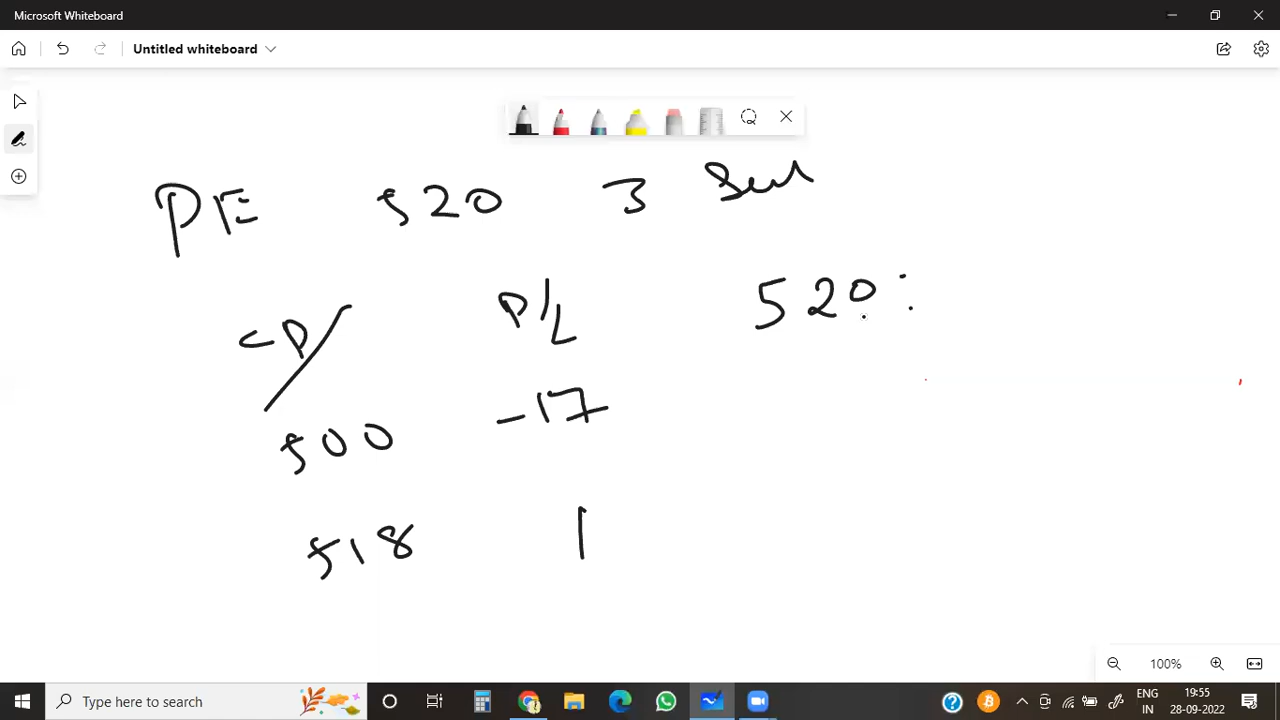 Microsoft Whiteboard
Untitled whiteboard
PE 520 3 Sell
CP/ P/L 520:
500 -17
518 1
100%
Type here to search
ENG
IN
19:55
28-09-2022